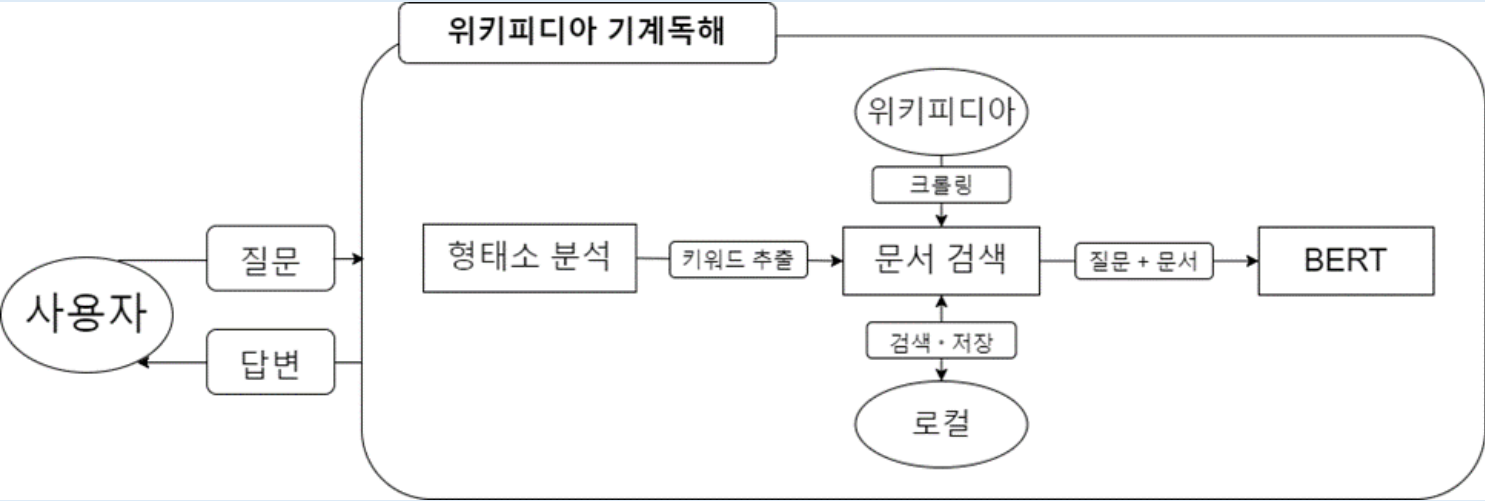 위키피디아 기계독해
위키피디아
크롤링
질문
형태소 분석
키워드 추출
문서 검색
질문 + 문서
BERT
사용자
답변
검색・저장
로컬